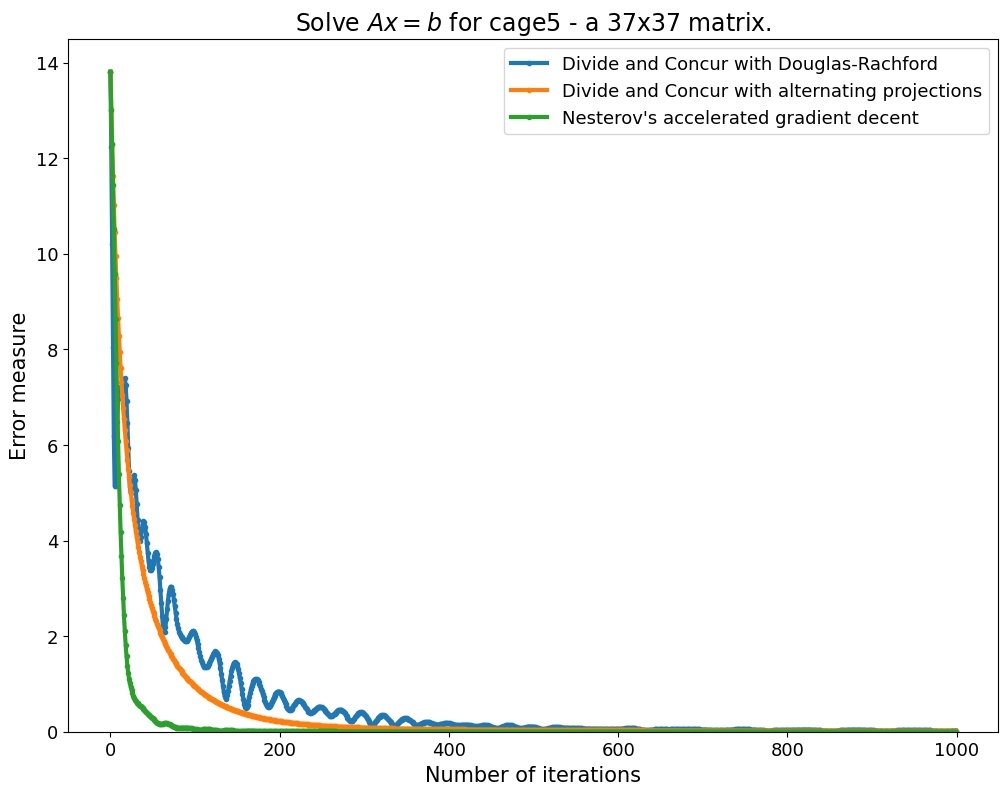 Solve Ax = b for cage5 - a 37x37 matrix.
Divide and Concur with Douglas-Rachford
Divide and Concur with alternating projections
Nesterov's accelerated gradient decent
Error measure
14
12
10
8
6
4
2
0
0 200 400 600 800 1000
Number of iterations